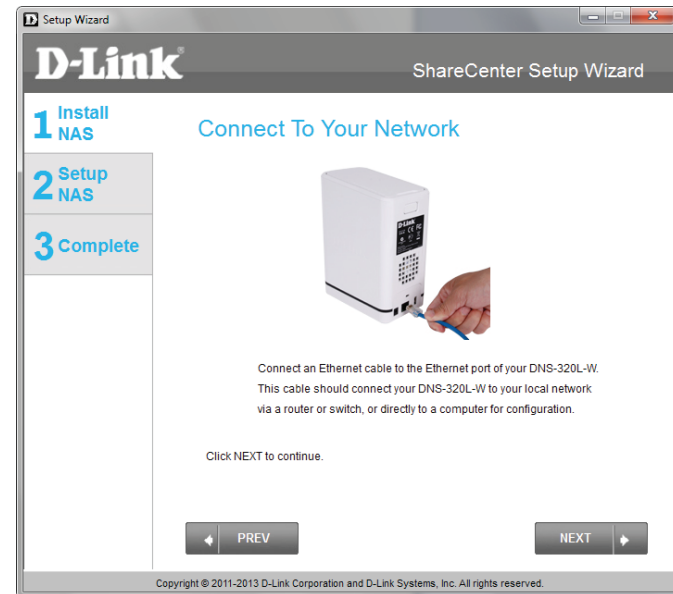 Setup Wizard
D-Link
ShareCenter Setup Wizard
1 Install NAS
2 Setup NAS
3 Complete
Connect To Your Network
D-Link
Connect an Ethernet cable to the Ethernet port of your DNS-320L-W.
This cable should connect your DNS-320L-W to your local network
via a router or switch, or directly to a computer for configuration.
Click NEXT to continue.
PREV
NEXT
Copyright © 2011-2013 D-Link Corporation and D-Link Systems, Inc. All rights reserved.